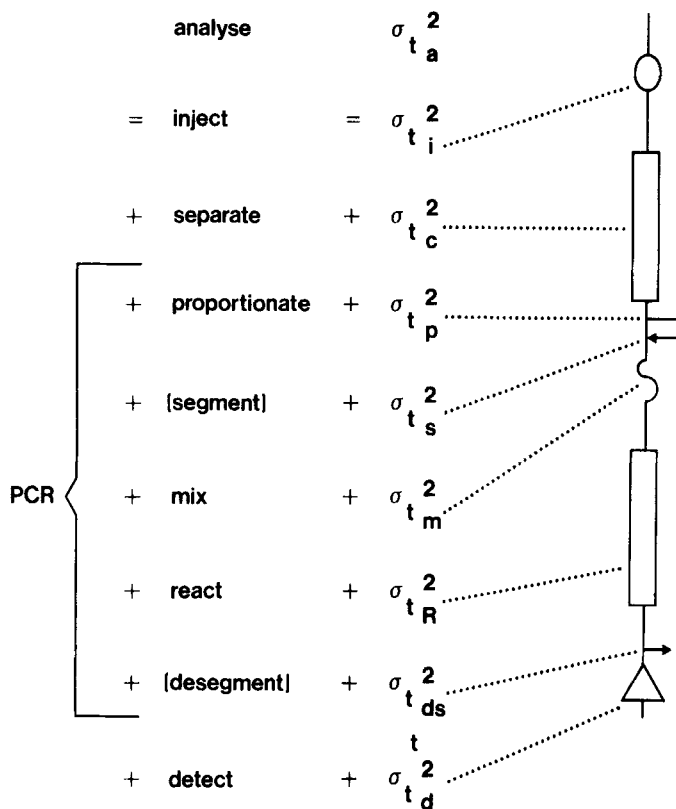 analyse σ t a 2
= inject = σ t i 2
+ separate + σ t c 2
+ proportionate + σ t p 2
+ [segment] + σ t s 2
PCR + mix + σ t m 2
+ react + σ t R 2
+ [desegment] + σ t ds 2
t
+ detect + σ t d 2